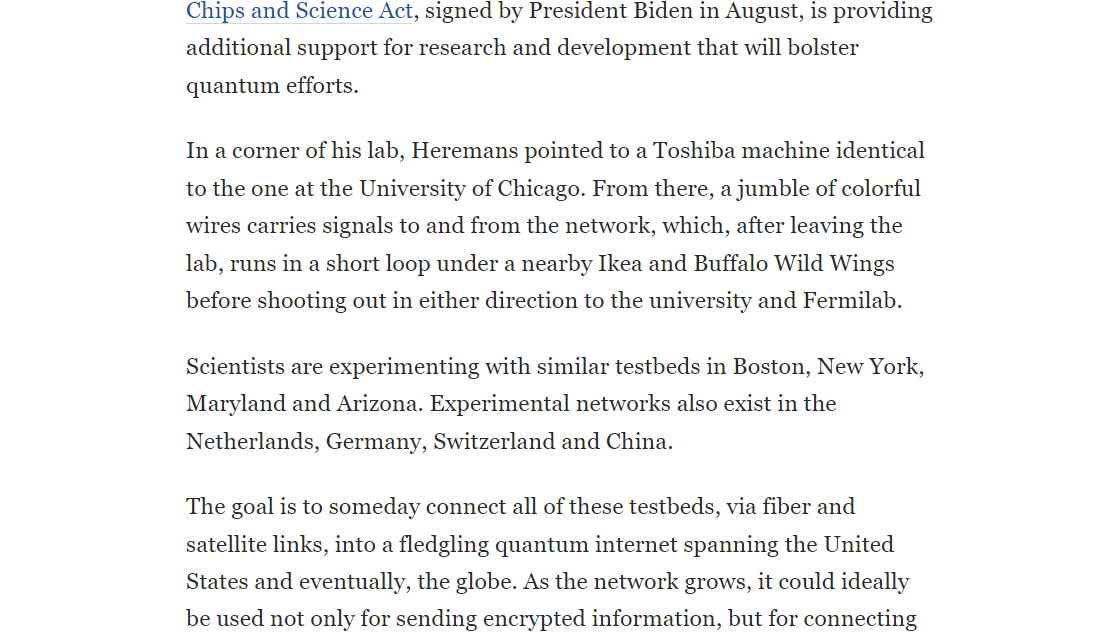 Chips and Science Act, signed by President Biden in August, is providing
additional support for research and development that will bolster
quantum efforts.
In a corner of his lab, Heremans pointed to a Toshiba machine identical
to the one at the University of Chicago. From there, a jumble of colorful
wires carries signals to and from the network, which, after leaving the
lab, runs in a short loop under a nearby Ikea and Buffalo Wild Wings
before shooting out in either direction to the university and Fermilab.
Scientists are experimenting with similar testbeds in Boston, New York,
Maryland and Arizona. Experimental networks also exist in the
Netherlands, Germany, Switzerland and China.
The goal is to someday connect all of these testbeds, via fiber and
satellite links, into a fledgling quantum internet spanning the United
States and eventually, the globe. As the network grows, it could ideally
be used not only for sending encrypted information, but for connecting